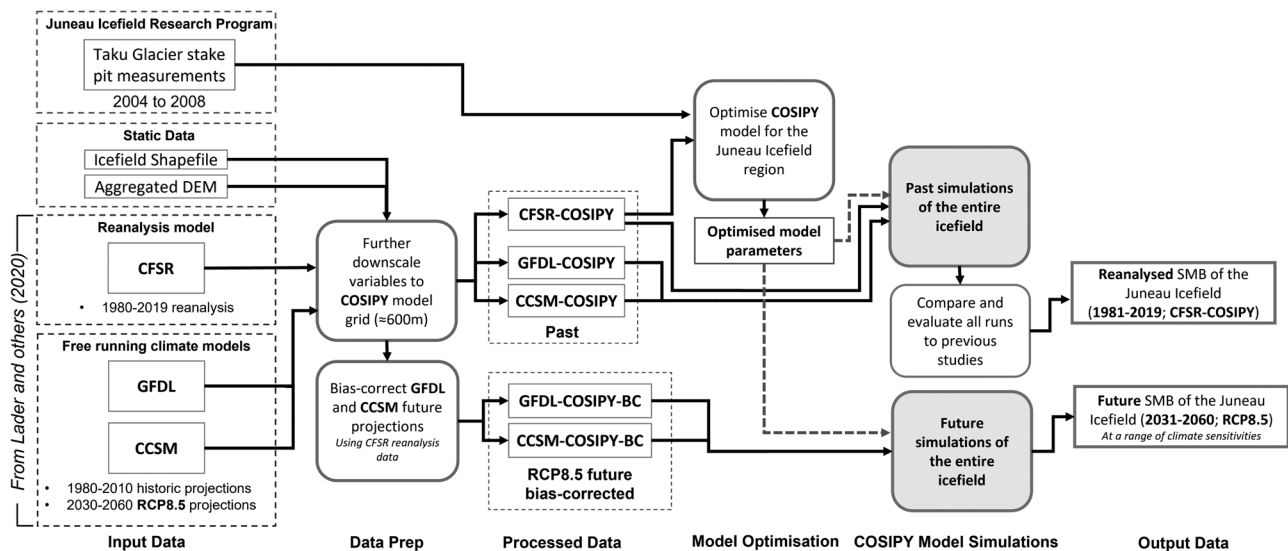 Juneau Icefield Research Program
Taku Glacier stake
pit measurements
2004 to 2008
Static Data
Icefield Shapefile
Aggregated DEM
From Lader and others (2020)
Reanalysis model
CFSR
• 1980-2019 reanalysis
Free running climate models
GFDL
CCSM
• 1980-2010 historic projections
• 2030-2060 RCP8.5 projections
Input Data
Further
downscale
variables to
COSIPY model
grid (≈600m)
Bias-correct GFDL
and CCSM future
projections
Using CFSR reanalysis
data
Data Prep
CFSR-COSIPY
GFDL-COSIPY
CCSM-COSIPY
Past
GFDL-COSIPY-BC
CCSM-COSIPY-BC
RCP8.5 future
bias-corrected
Processed Data
Optimise COSIPY
model for the
Juneau Icefield
region
Optimised model
parameters
Model Optimisation
Past simulations
of the entire
icefield
Compare and
evaluate all runs
to previous
studies
Future
simulations of
the entire
icefield
COSIPY Model Simulations
Reanalysed SMB of the
Juneau Icefield
(1981-2019; CFSR-COSIPY)
Future SMB of the Juneau
Icefield (2031-2060; RCP8.5)
At a range of climate sensitivities
Output Data